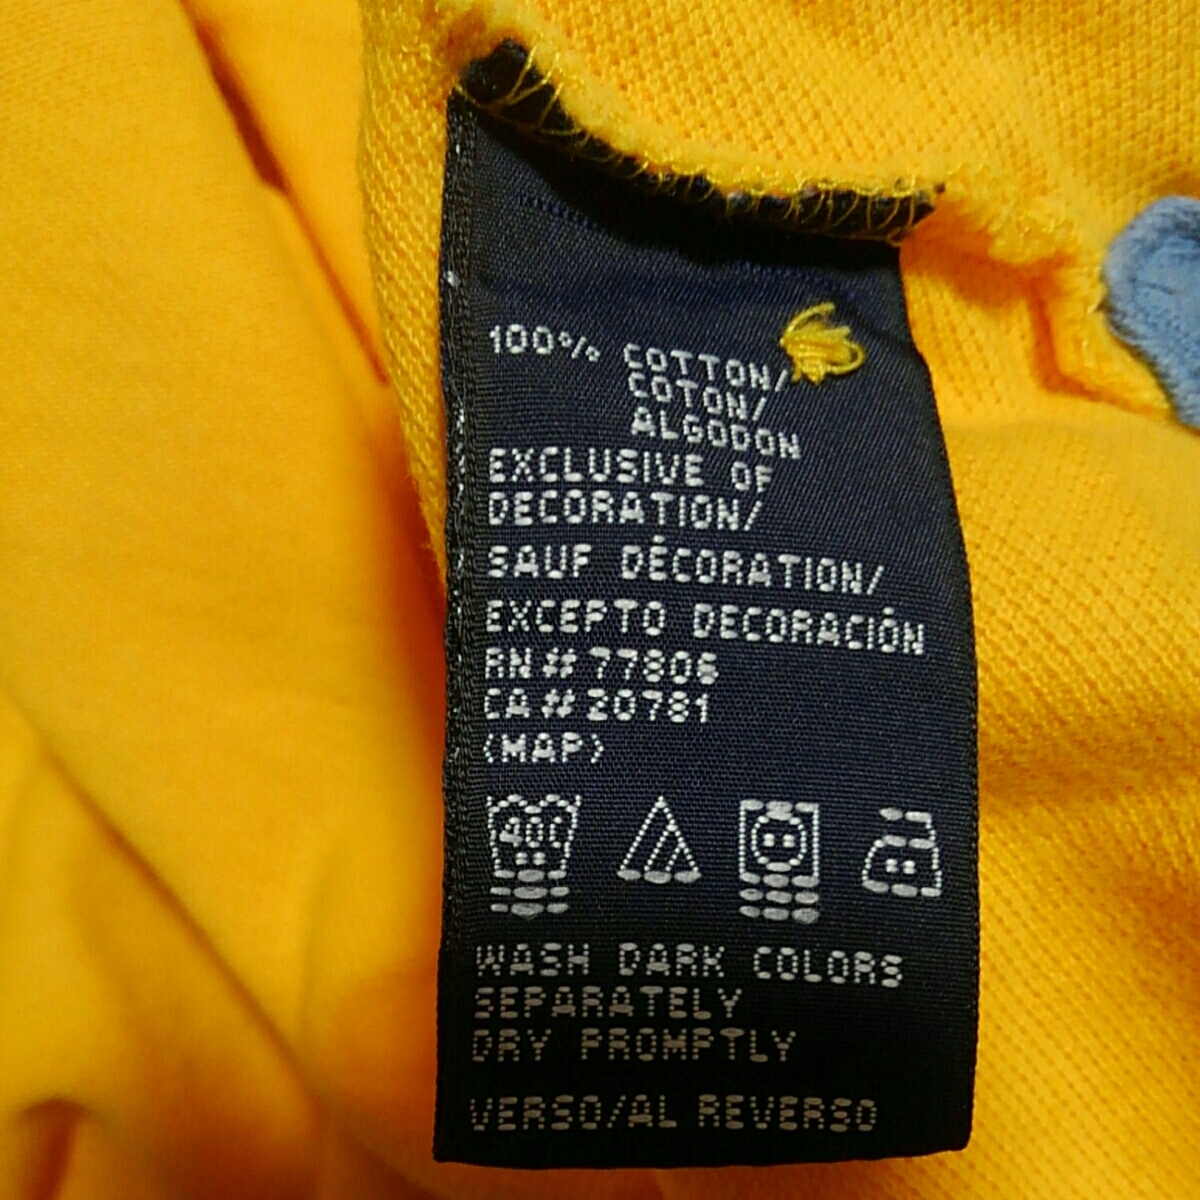 100% COTTON/
COTON/
ALGODON
EXCLUSIVE OF
DECORATION/
SAUF DÉCORATION/
EXCEPTO DECORACIÓN
RN# 77806
CA# 20781
(MAP)
40C
WASH DARK COLORS
SEPARATELY
DRY PROMPTLY
VERSO/AL REVERSO